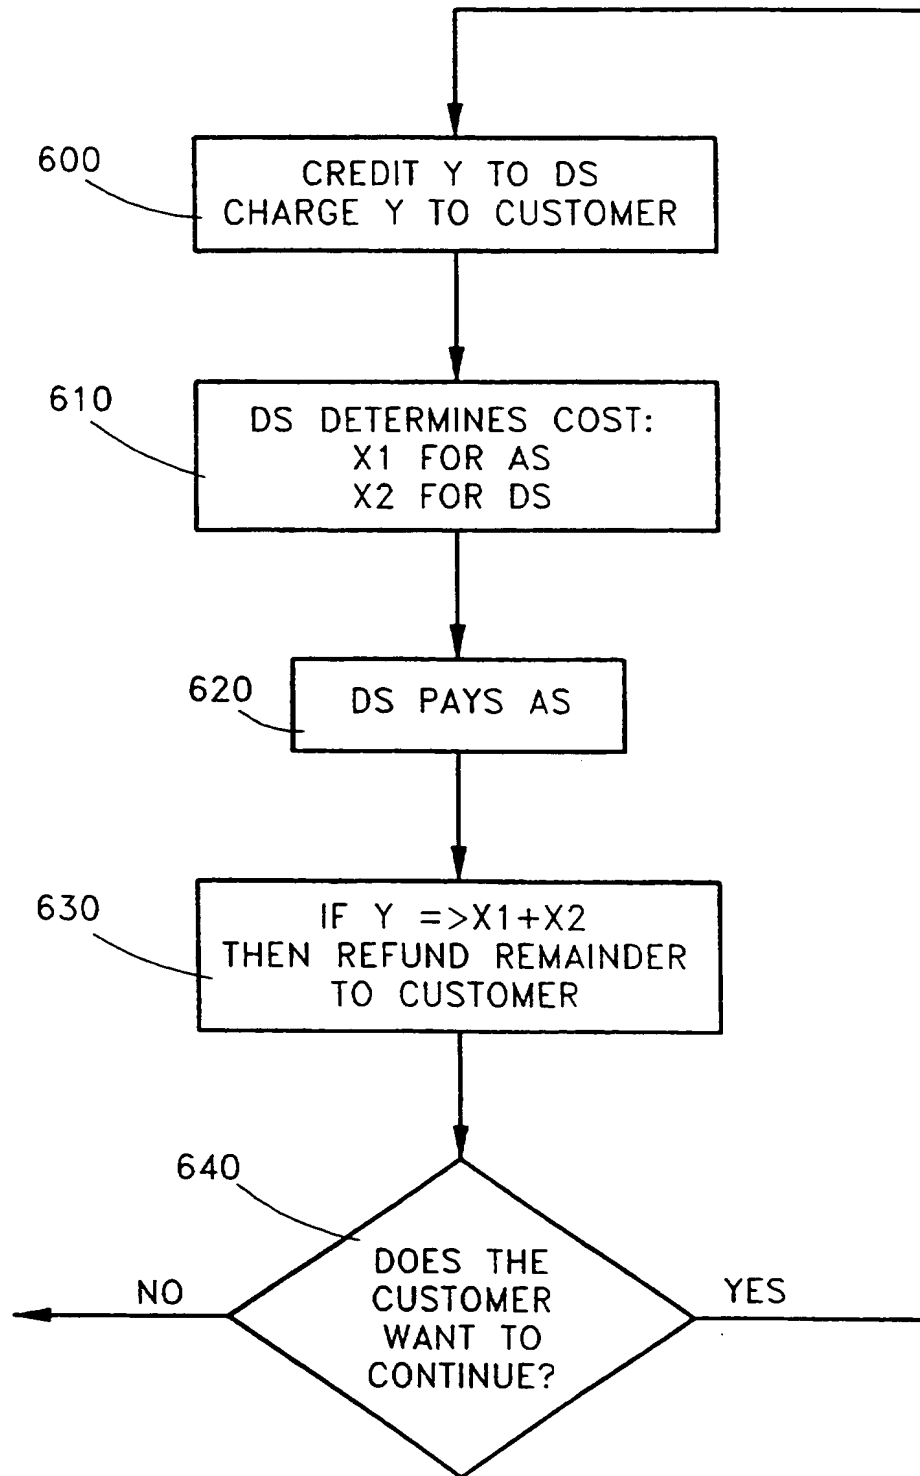 600
CREDIT Y TO DS
CHARGE Y TO CUSTOMER
610
DS DETERMINES COST:
X1 FOR AS
X2 FOR DS
620
DS PAYS AS
630
IF Y =>X1+X2
THEN REFUND REMAINDER
TO CUSTOMER
640
DOES THE
CUSTOMER
WANT TO
CONTINUE?
NO
YES